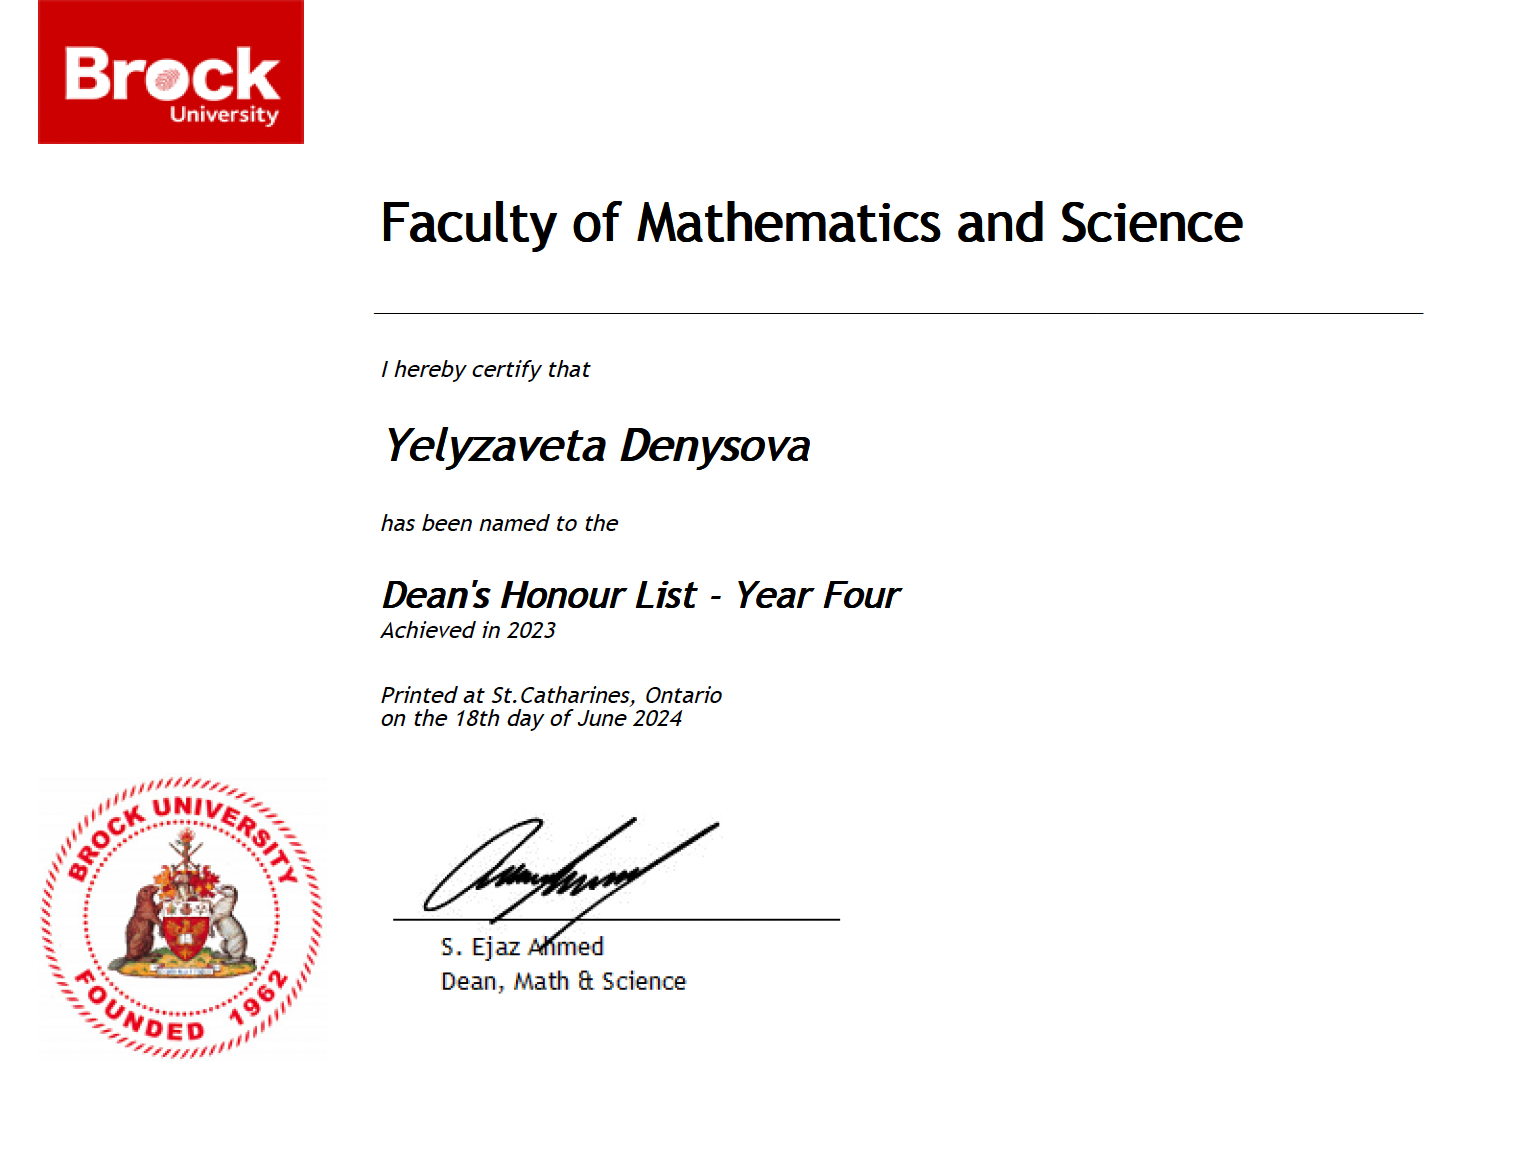 Brock
University
Faculty of Mathematics and Science
I hereby certify that
Yelyzaveta Denysova
has been named to the
Dean's Honour List - Year Four
Achieved in 2023
Printed at St.Catharines, Ontario
on the 18th day of June 2024
BROCK UNIVERSITY
FOUNDED 1962
S. Ejaz Ahmed
Dean, Math & Science